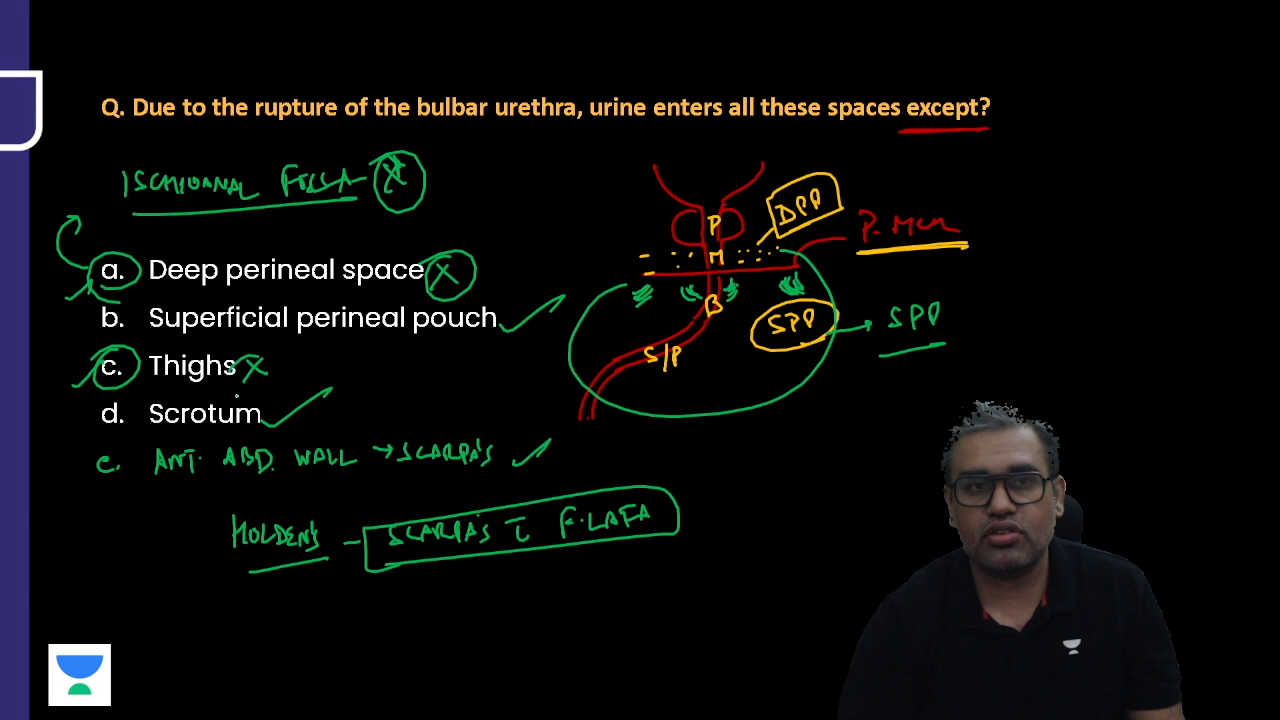 Q. Due to the rupture of the bulbar urethra, urine enters all these spaces except?
ISCHIOANAL FOSSA X
a. Deep perineal space X
b. Superficial perineal pouch
c. Thighs X
d. Scrotum
e. ANT. ABD. WALL → SCARPA'S
HOLDEN'S - SCARPA'S F. LATA
P
DPP
M
P. Mem
B
SPP
SPP
S/P